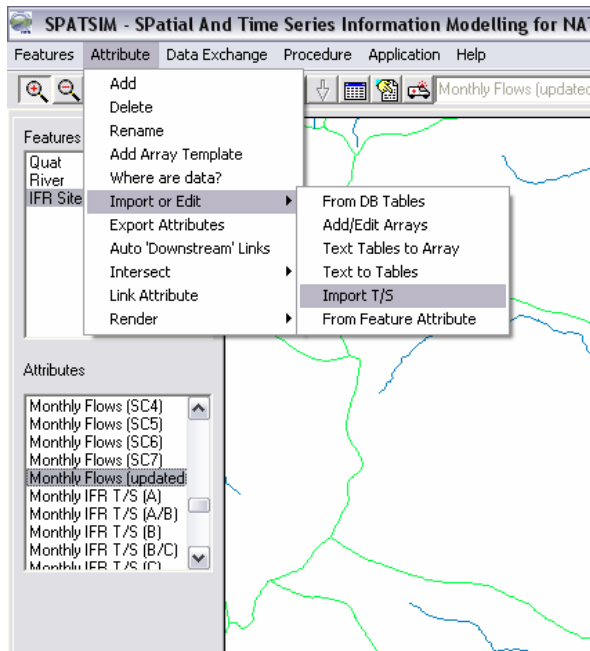 SPATSIM - SPatial And Time Series Information Modelling for NA
Features Attribute Data Exchange Procedure Application Help
Monthly Flows (updated
Add
Delete
Rename
Add Array Template
Where are data?
Import or Edit
Export Attributes
Auto 'Downstream' Links
Intersect
Link Attribute
Render
From DB Tables
Add/Edit Arrays
Text Tables to Array
Text to Tables
Import T/S
From Feature Attribute
Features
Quat
River
IFR Site
Attributes
Monthly Flows (SC4)
Monthly Flows (SC5)
Monthly Flows (SC6)
Monthly Flows (SC7)
Monthly Flows (updated
Monthly IFR T/S (A)
Monthly IFR T/S (A/B)
Monthly IFR T/S (B)
Monthly IFR T/S (B/C)
Monthly IFR T/S (C)